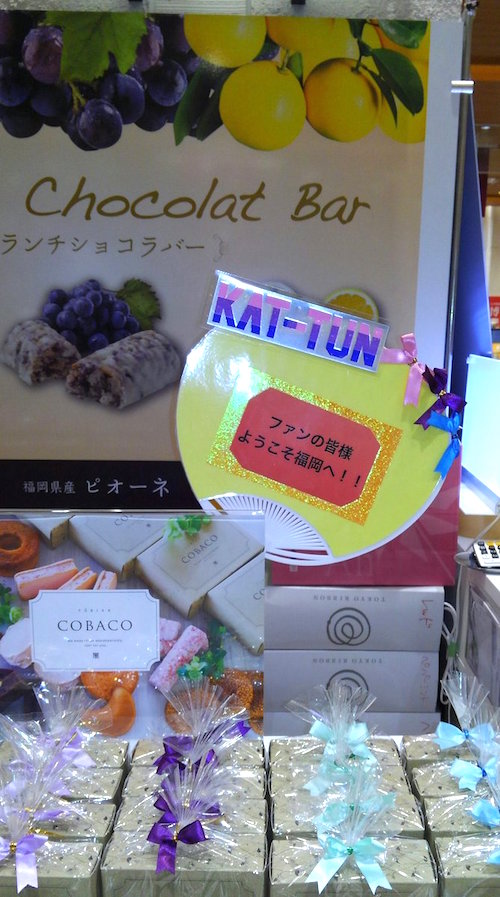 Chocolat Bar
ランチショコラバー
KAT-TUN
ファンの皆様
ようこそ福岡へ！！
福岡県産 ピオーネ
COBACO
TOKYO RIBBON
TOKYO RIBBON